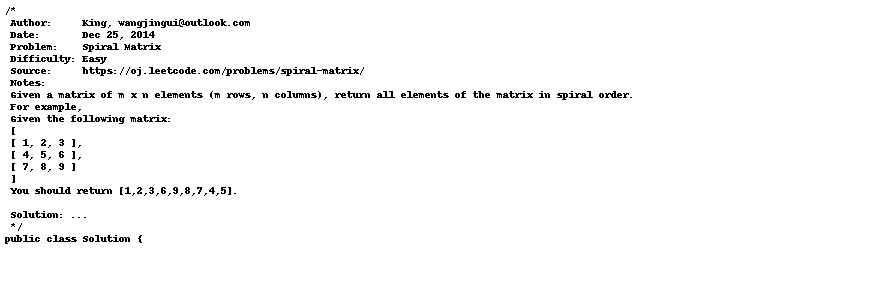 /*
Author:     King, wangjingui@outlook.com
Date:       Dec 25, 2014
Problem:    Spiral Matrix
Difficulty: Easy
Source:     https://oj.leetcode.com/problems/spiral-matrix/
Notes:
Given a matrix of m x n elements (m rows, n columns), return all elements of the matrix in spiral order.
For example,
Given the following matrix:
[
[ 1, 2, 3 ],
[ 4, 5, 6 ],
[ 7, 8, 9 ]
]
You should return [1,2,3,6,9,8,7,4,5].

Solution: ...
*/
public class Solution {